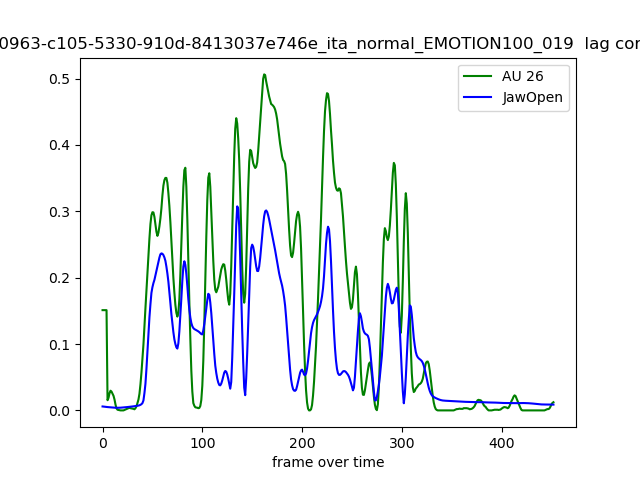 0963-c105-5330-910d-8413037e746e_ita_normal_EMOTION100_019 lag cor
AU 26
JawOpen
0.5
0.4
0.3
0.2
0.1
0.0
0 100 200 300 400
frame over time